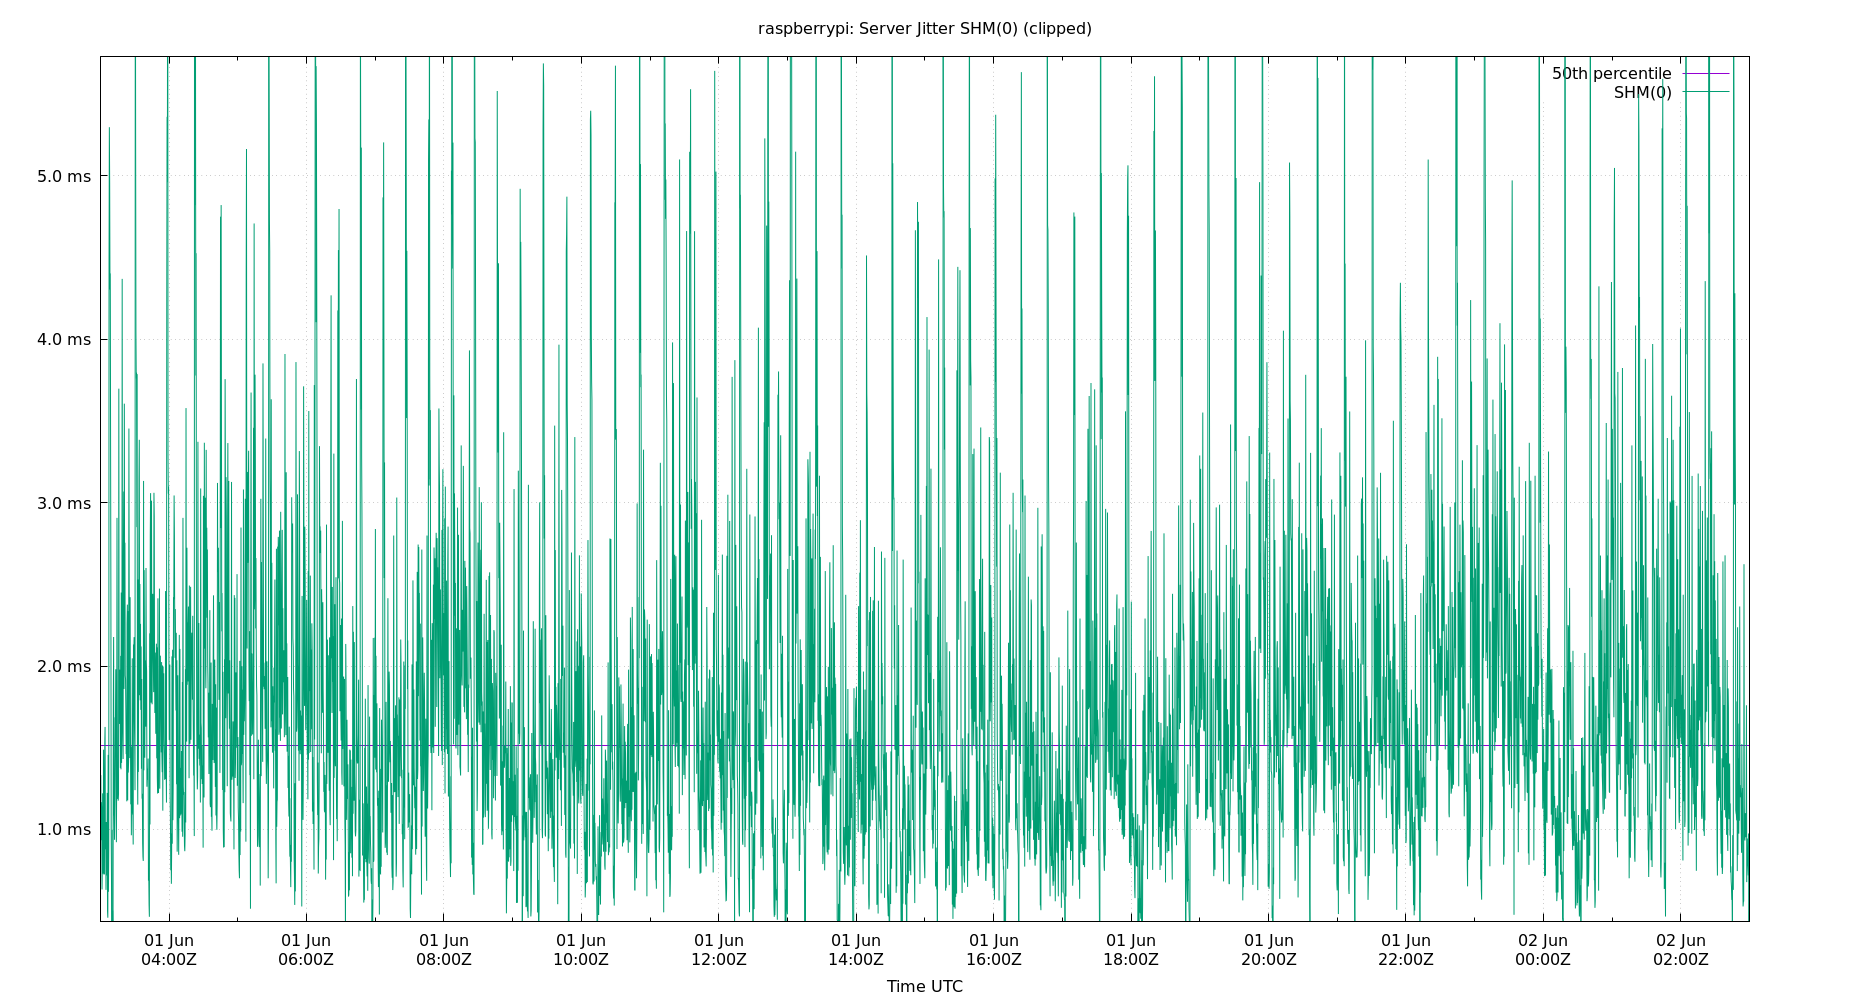 raspberrypi: Server Jitter SHM(0) (clipped)
50th percentile
SHM(0)
5.0 ms
4.0 ms
3.0 ms
2.0 ms
1.0 ms
01 Jun 01 Jun 01 Jun 01 Jun 01 Jun 01 Jun 01 Jun 01 Jun 01 Jun 01 Jun 02 Jun 02 Jun
04:00Z 06:00Z 08:00Z 10:00Z 12:00Z 14:00Z 16:00Z 18:00Z 20:00Z 22:00Z 00:00Z 02:00Z
Time UTC